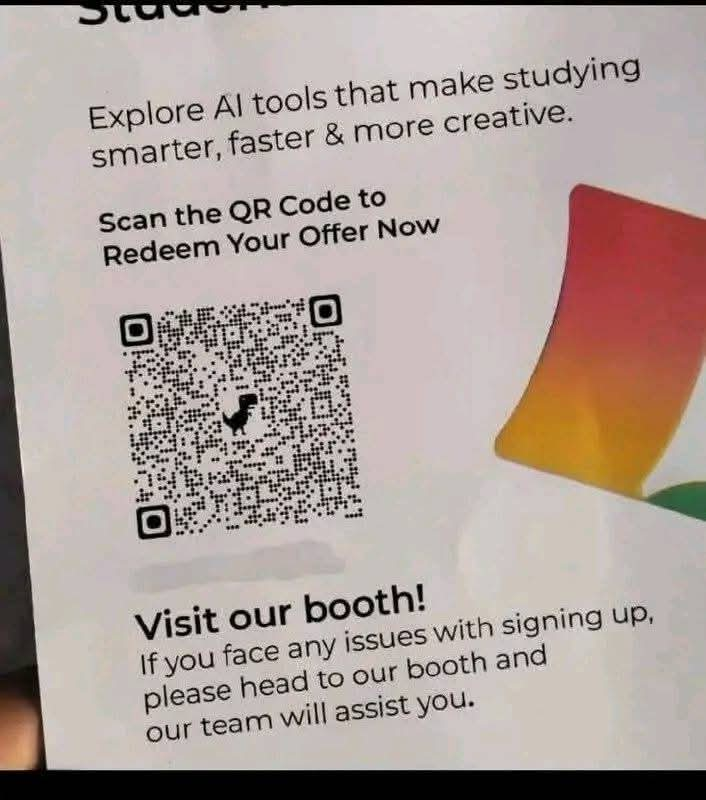 Explore AI tools that make studying
smarter, faster & more creative.
Scan the QR Code to
Redeem Your Offer Now
Visit our booth!
If you face any issues with signing up,
please head to our booth and
our team will assist you.